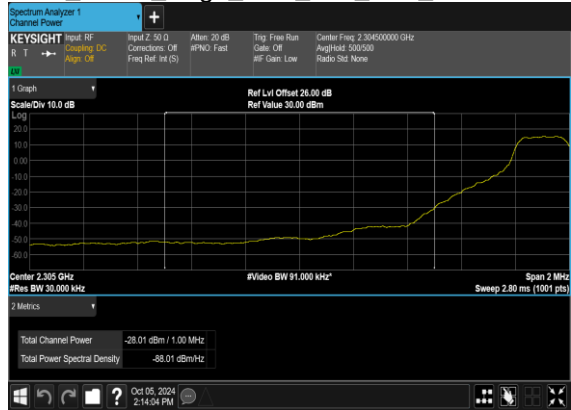 Spectrum Analyzer 1
Channel Power
+
KEYSIGHT Input: RF Input Z: 50 Ω Atten: 20 dB Trig: Free Run Center Freq: 2.304500000 GHz
R T Coupling: DC Corrections: Off #PNO: Fast Gate: Off Avg|Hold: 500/500
Align: Off Freq Ref: Int (S) #IF Gain: Low Radio Std: None
1 Graph
Ref Lvl Offset 26.00 dB
Scale/Div 10.0 dB Ref Value 30.00 dBm
Log
20.0
10.0
0.00
-10.0
-20.0
-30.0
-40.0
-50.0
-60.0
Center 2.305 GHz #Video BW 91.000 kHz* Span 2 MHz
#Res BW 30.000 kHz Sweep 2.80 ms (1001 pts)
2 Metrics
Total Channel Power -28.01 dBm / 1.00 MHz
Total Power Spectral Density -88.01 dBm/Hz
? Oct 05, 2024
2:14:04 PM